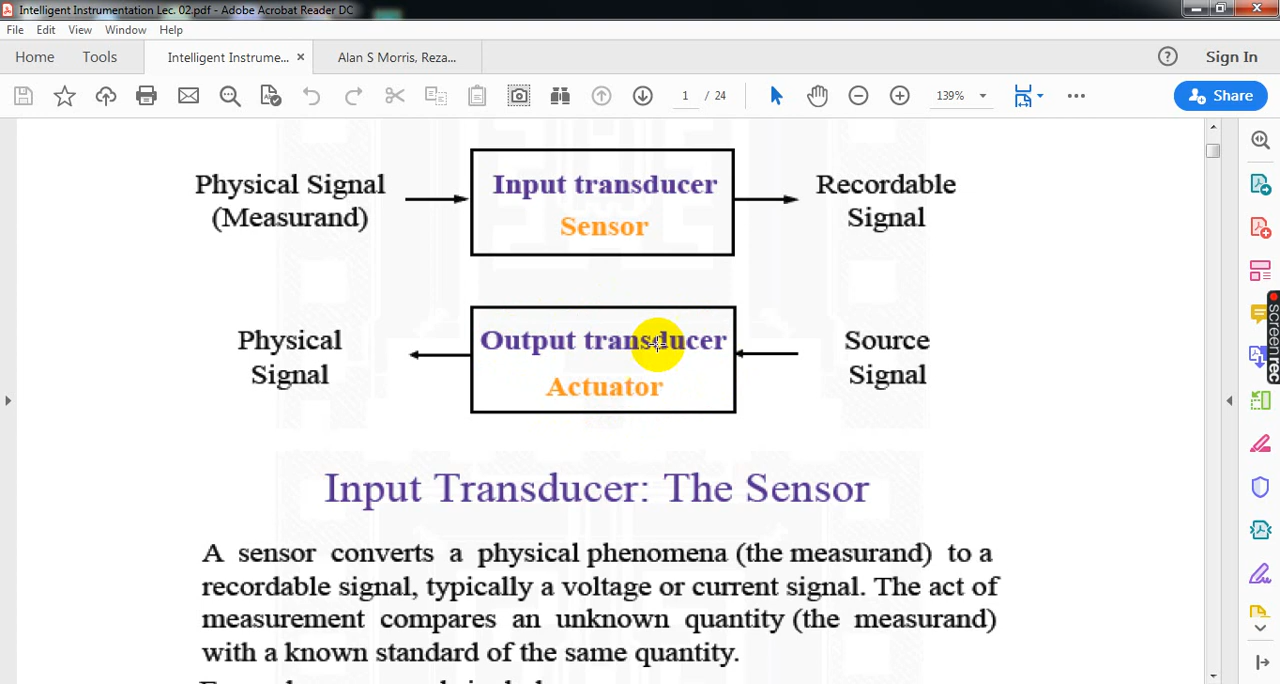 Intelligent Instrumentation Lec. 02.pdf - Adobe Acrobat Reader DC
File Edit View Window Help
Home Tools Intelligent Instrume... × Alan S Morris, Reza... Sign In
1 / 24 139% Share
Physical Signal
(Measurand)
Input transducer
Sensor
Recordable
Signal
Physical
Signal
Output transducer
Actuator
Source
Signal
Input Transducer: The Sensor
A sensor converts a physical phenomena (the measurand) to a
recordable signal, typically a voltage or current signal. The act of
measurement compares an unknown quantity (the measurand)
with a known standard of the same quantity.
screenrec